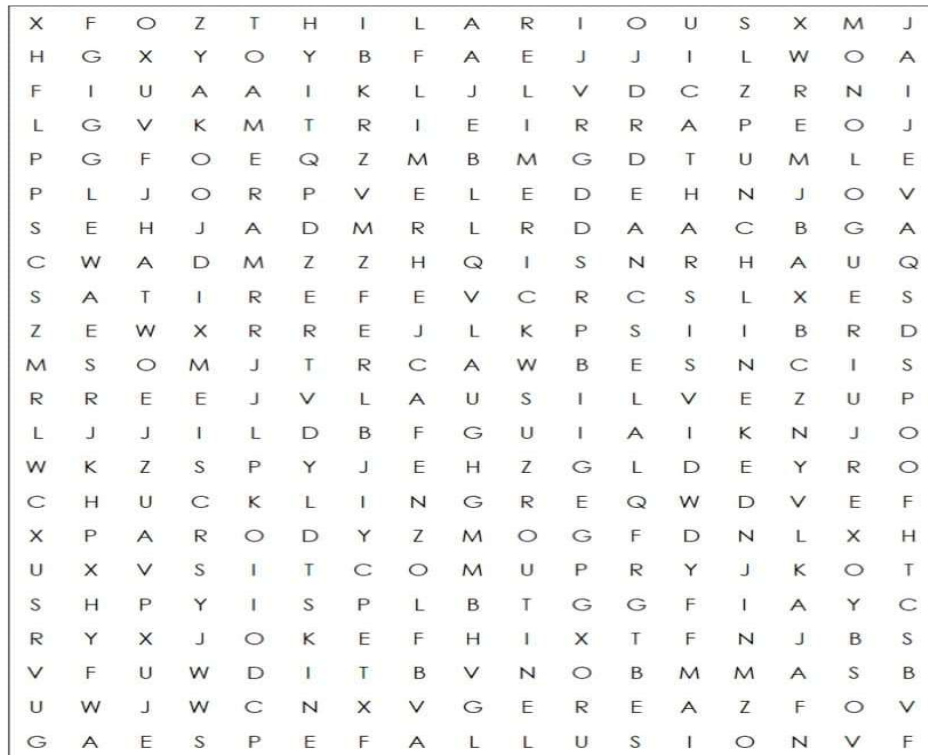 X F O Z T H I L A R I O U S X M J
H G X Y O Y B F A E J J I L W O A
F I U A A I K L J L V D C Z R N I
L G V K M T R I E I R R A P E O J
P G F O E Q Z M B M G D T U M L E
P L J O R P V E L E D E H N J O V
S E H J A D M R L R D A A C B G A
C W A D M Z Z H Q I S N R H A U Q
S A T I R E F E V C R C S L X E S
Z E W X R R E J L K P S I I B R D
M S O M J T R C A W B E S N C I S
R R E E J V L A U S I L V E Z U P
L J J I L D B F G U I A I K N J O
W K Z S P Y J E H Z G L D E Y R O
C H U C K L I N G R E Q W D V E F
X P A R O D Y Z M O G F D N L X H
U X V S I T C O M U P R Y J K O T
S H P Y I S P L B T G G F I A Y C
R Y X J O K E F H I X T F N J B S
V F U W D I T B V N O B M M A S B
U W J W C N X V G E R E A Z F O V
G A E S P E F A L L U S I O N V F